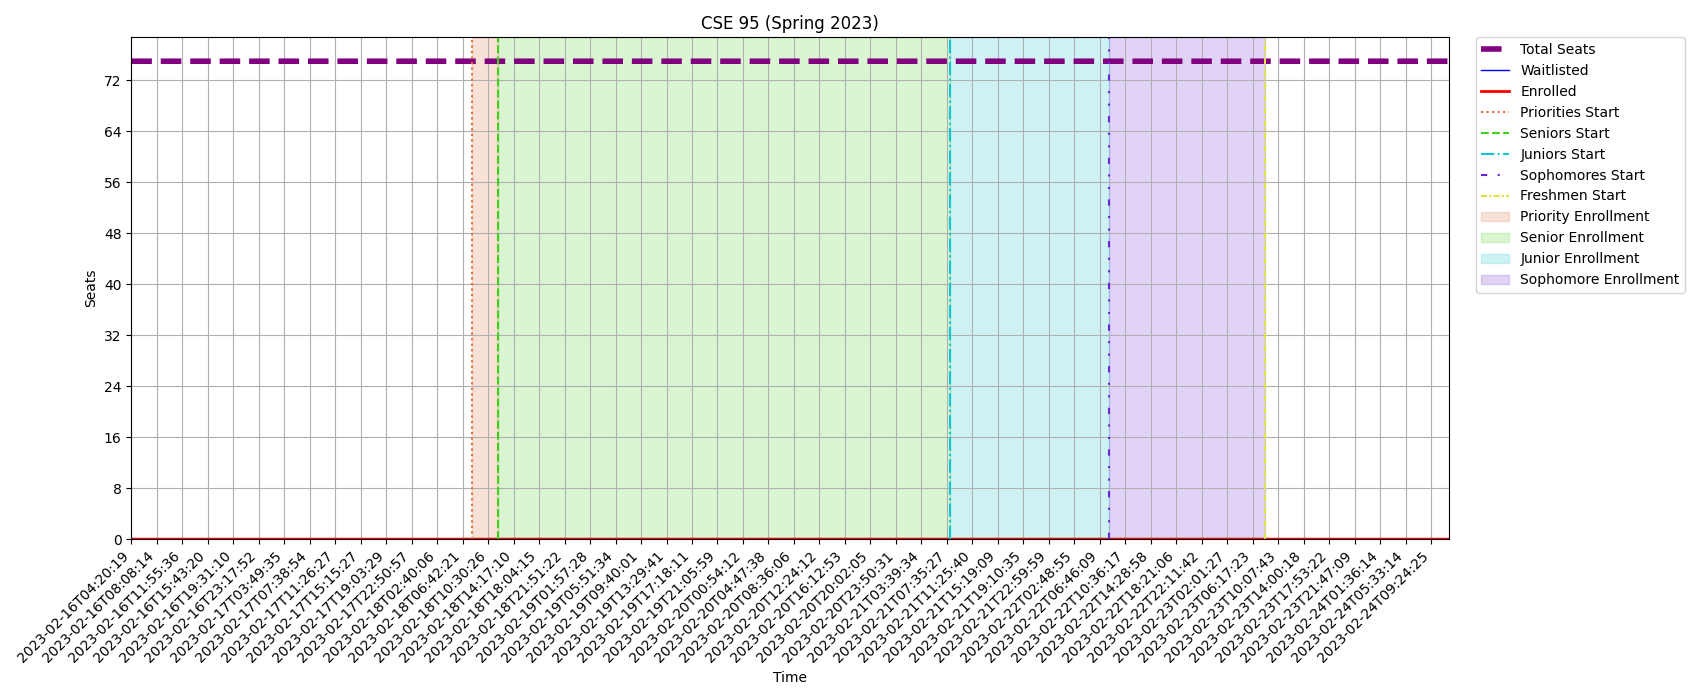 CSE 95 (Spring 2023)
Total Seats
Waitlisted
Enrolled
Priorities Start
Seniors Start
Juniors Start
Sophomores Start
Freshmen Start
Priority Enrollment
Senior Enrollment
Junior Enrollment
Sophomore Enrollment
Seats
72
64
56
48
40
32
24
16
8
0
2023-02-16T04:20:19
2023-02-16T08:08:14
2023-02-16T11:55:36
2023-02-16T15:43:20
2023-02-16T19:31:10
2023-02-16T23:17:52
2023-02-17T03:49:35
2023-02-17T07:38:54
2023-02-17T11:26:27
2023-02-17T15:15:27
2023-02-17T19:03:29
2023-02-17T22:50:57
2023-02-18T02:40:06
2023-02-18T06:42:21
2023-02-18T10:30:26
2023-02-18T14:17:10
2023-02-18T18:04:15
2023-02-18T21:51:22
2023-02-19T01:57:28
2023-02-19T05:51:34
2023-02-19T09:40:01
2023-02-19T13:29:41
2023-02-19T17:18:11
2023-02-19T21:05:59
2023-02-20T00:54:12
2023-02-20T04:47:38
2023-02-20T08:36:06
2023-02-20T12:24:12
2023-02-20T16:12:53
2023-02-20T20:02:05
2023-02-20T23:50:31
2023-02-21T03:39:34
2023-02-21T07:35:27
2023-02-21T11:25:40
2023-02-21T15:19:09
2023-02-21T19:10:35
2023-02-21T22:59:59
2023-02-22T02:48:55
2023-02-22T06:46:09
2023-02-22T10:36:17
2023-02-22T14:28:58
2023-02-22T18:21:06
2023-02-22T22:11:42
2023-02-23T02:01:27
2023-02-23T06:17:23
2023-02-23T10:07:43
2023-02-23T14:00:18
2023-02-23T17:53:22
2023-02-23T21:47:09
2023-02-24T01:36:14
2023-02-24T05:33:14
2023-02-24T09:24:25
Time